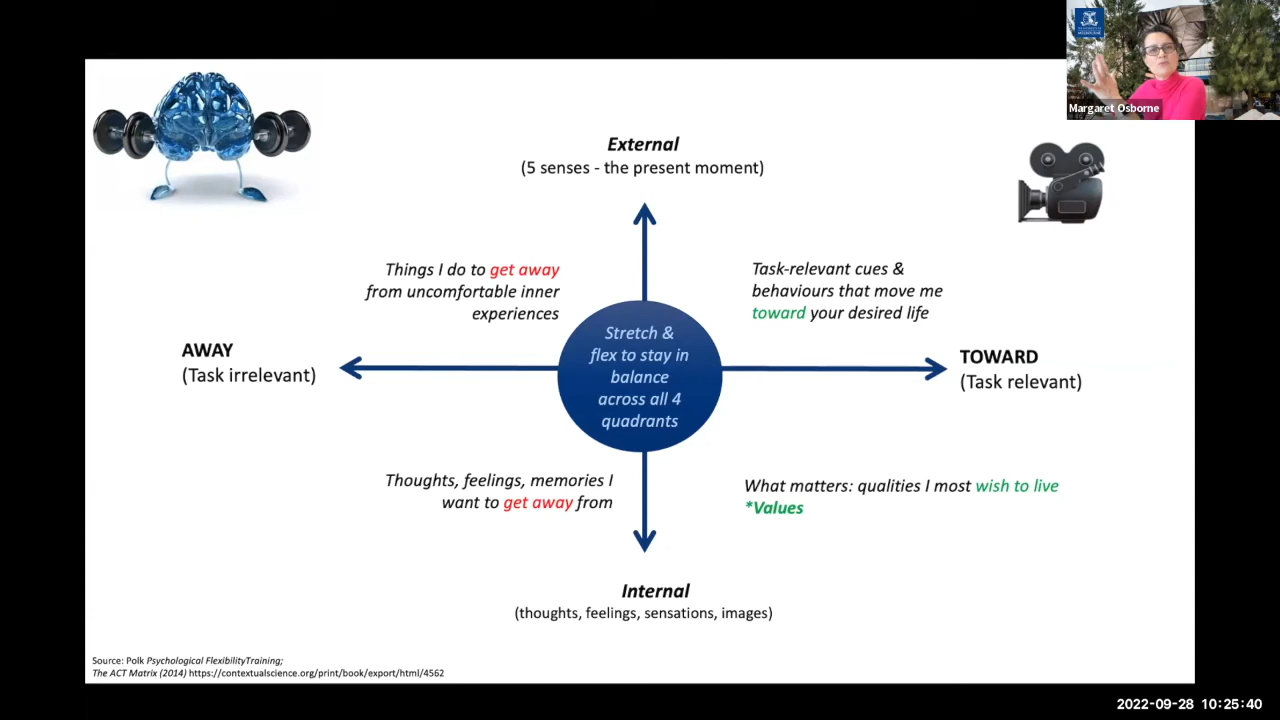 Margaret Osborne
External
(5 senses - the present moment)
Things I do to get away
from uncomfortable inner
experiences
Task-relevant cues &
behaviours that move me
toward your desired life
AWAY
(Task irrelevant)
Stretch &
flex to stay in
balance
across all 4
quadrants
TOWARD
(Task relevant)
Thoughts, feelings, memories I
want to get away from
What matters: qualities I most wish to live
*Values
Internal
(thoughts, feelings, sensations, images)
Source: Polk Psychological FlexibilityTraining;
The ACT Matrix (2014) https://contextualscience.org/print/book/export/html/4562
2022-09-28 10:25:40